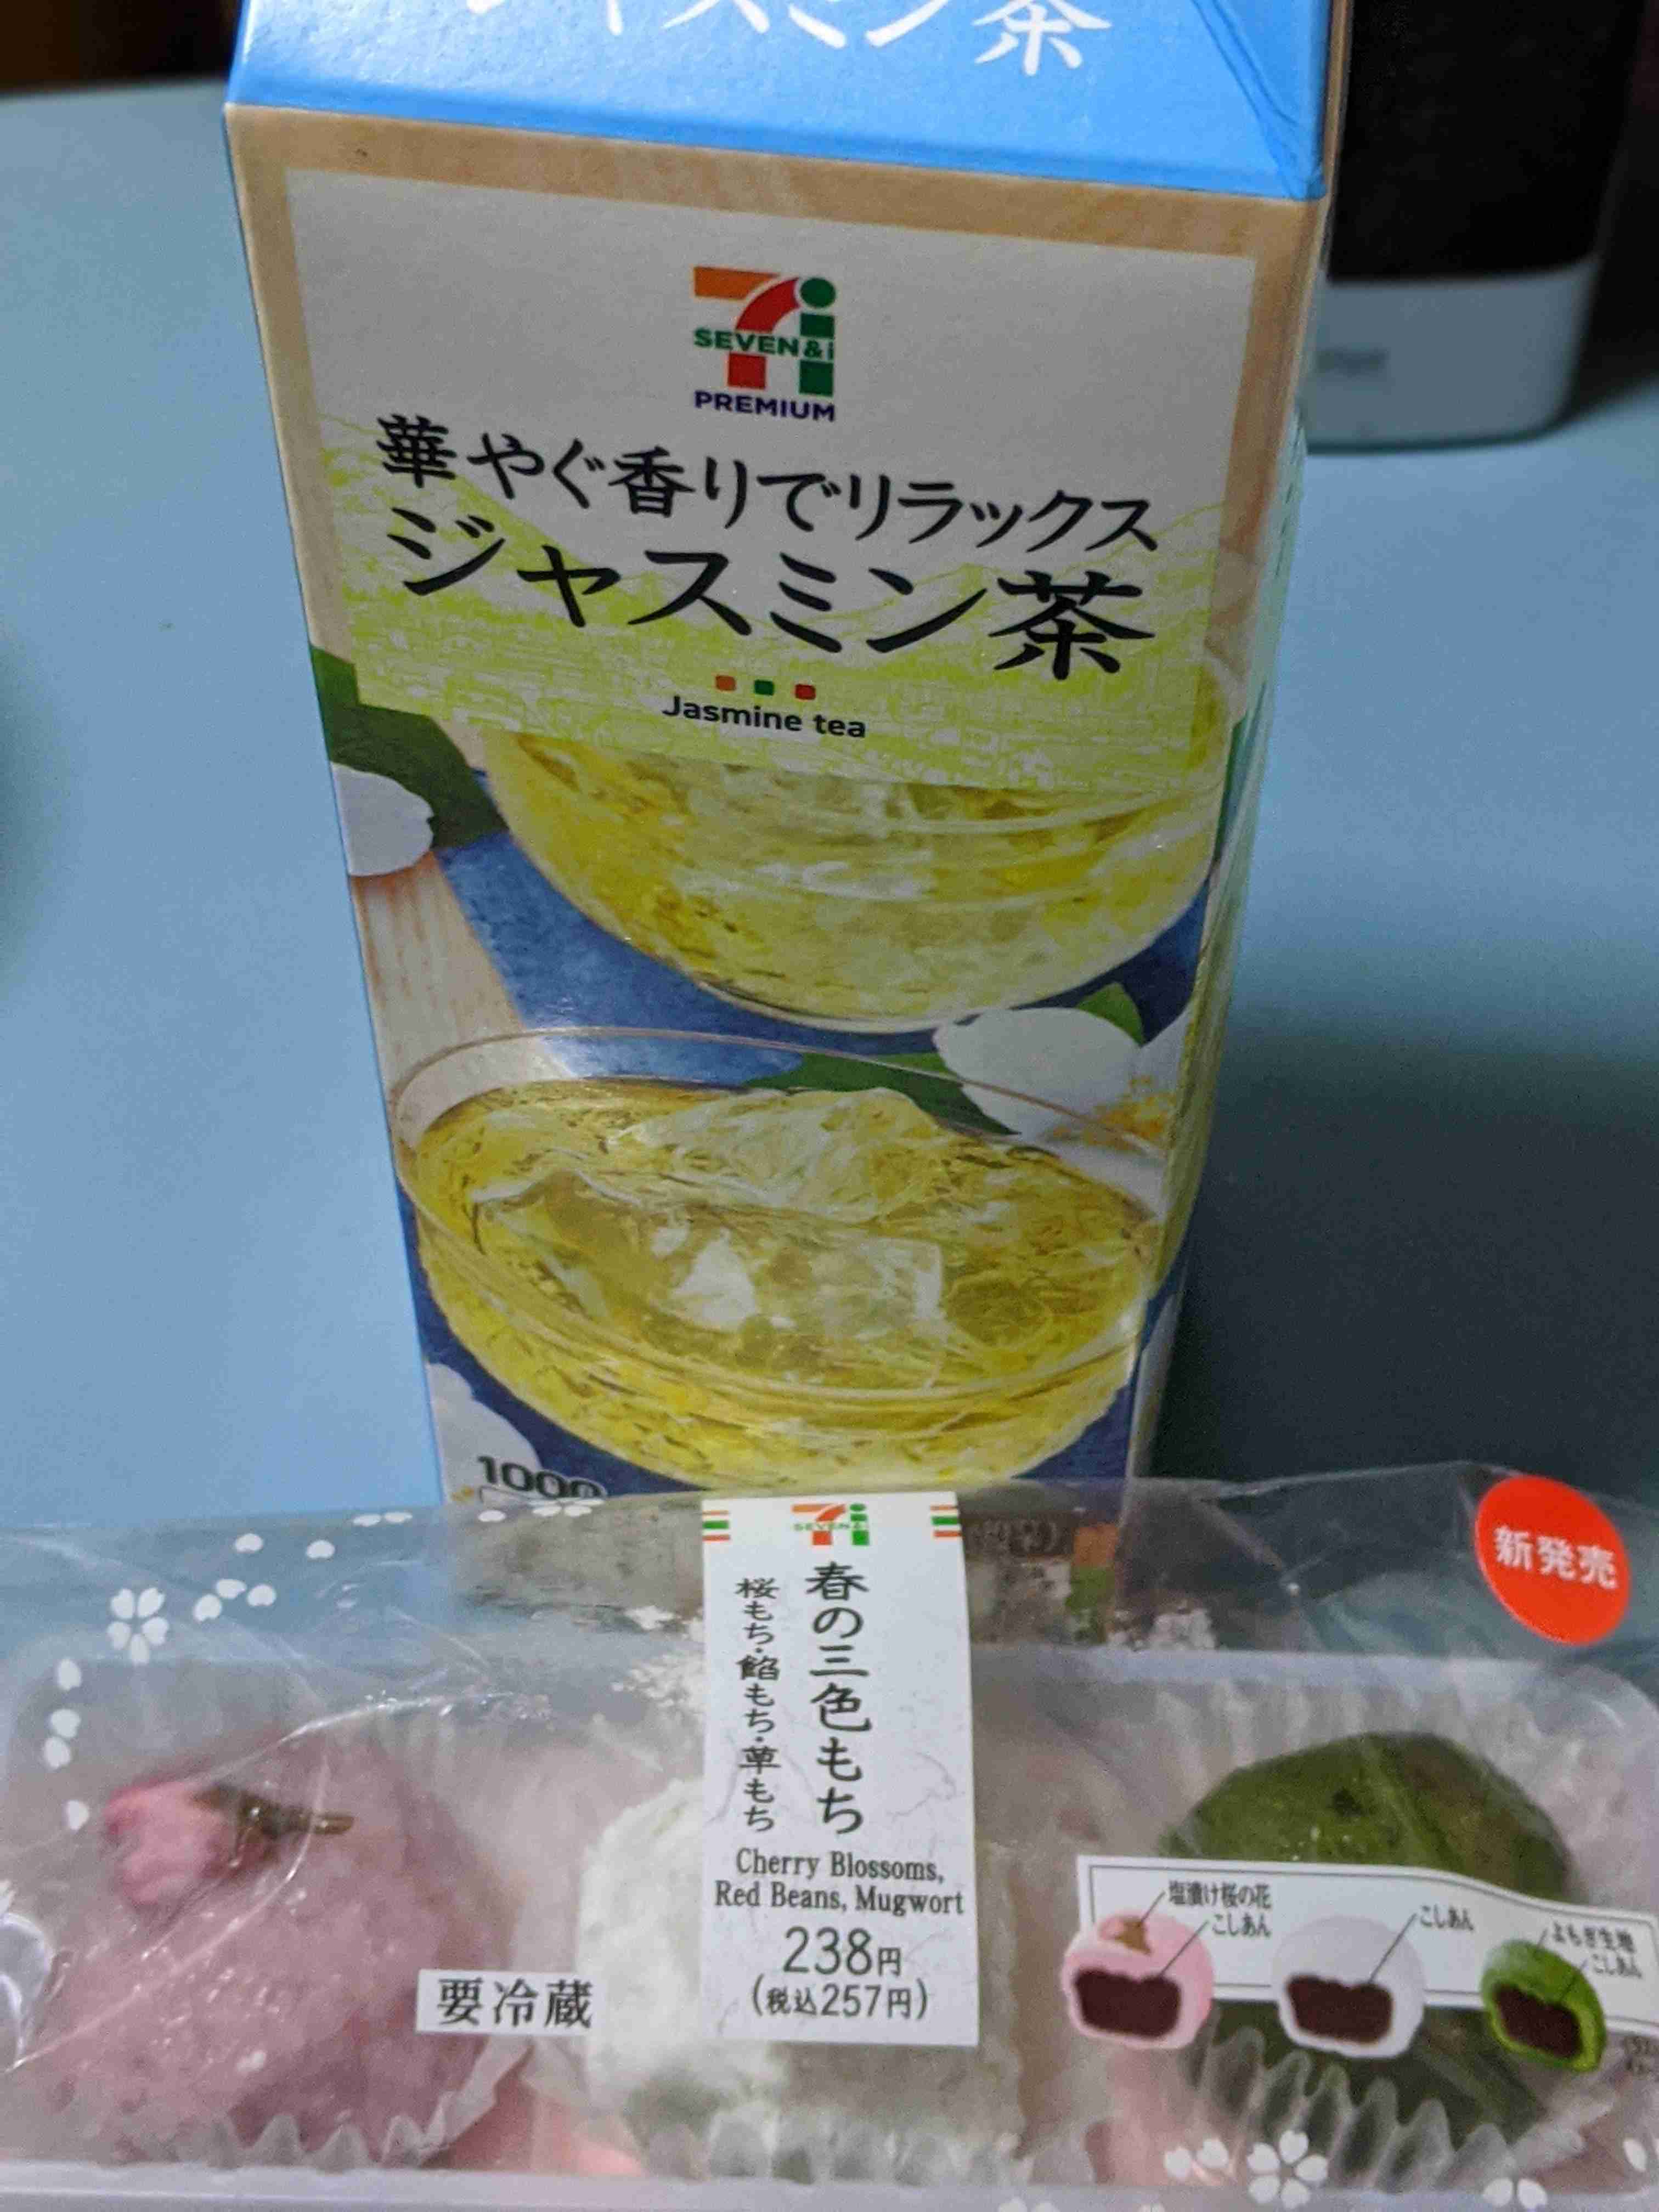 ジャスミン茶
SEVEN&i
PREMIUM
華やぐ香りでリラックス
ジャスミン茶
Jasmine tea
1000
新発売
SEVEN&i
春の三色もち
桜もち・餡もち・草もち
Cherry Blossoms,
Red Beans, Mugwort
238円
(税込257円)
要冷蔵
塩漬け桜の花
こしあん
こしあん
よもぎ生地
こしあん